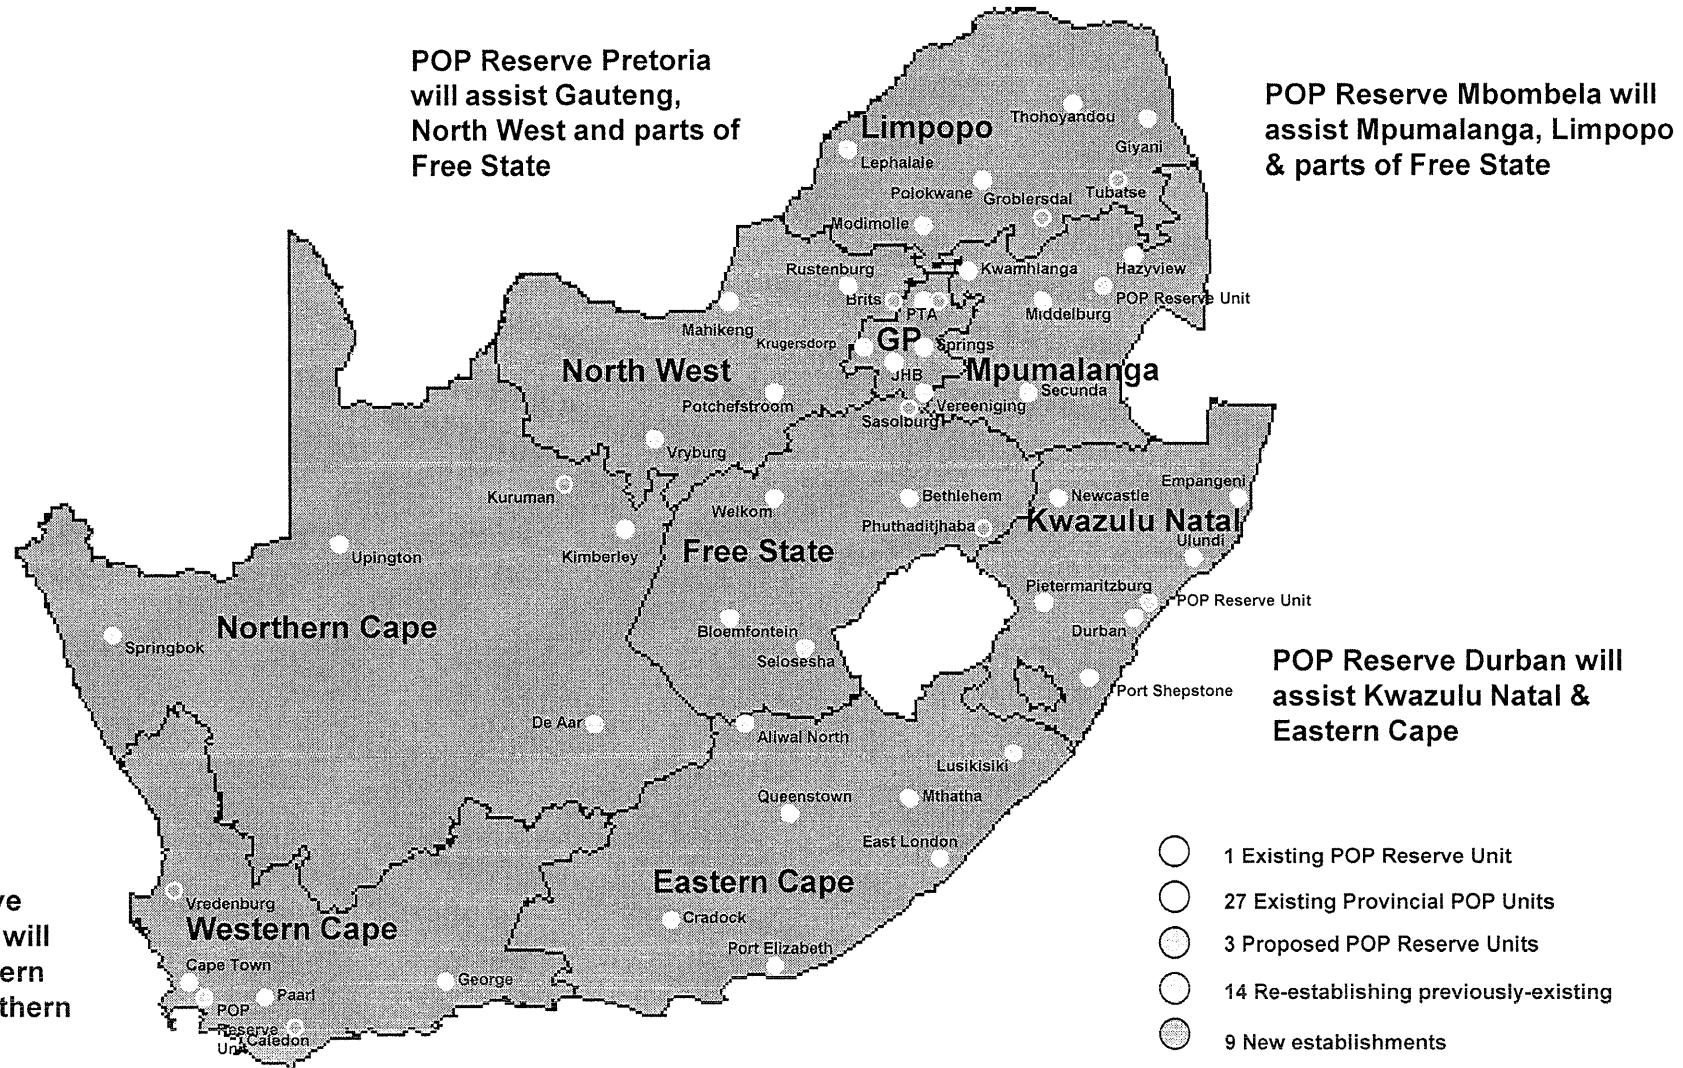 POP Reserve Pretoria
will assist Gauteng,
North West and parts of
Free State
POP Reserve Mbombela will
assist Mpumalanga, Limpopo
& parts of Free State
Limpopo
Thohoyandou
Giyani
Lephalale
Polokwane
Groblersdal
Tubatse
Modimolle
Rustenburg
Kwamhlanga
Hazyview
Brits
PTA
Middelburg
POP Reserve Unit
Mahikeng
Krugersdorp
GP
Springs
North West
JHB
Mpumalanga
Potchefstroom
Vereeniging
Secunda
Sasolburg
Vryburg
Kuruman
Welkom
Bethlehem
Newcastle
Empangeni
Phuthaditjhaba
Kwazulu Natal
Ulundi
Upington
Kimberley
Free State
Pietermaritzburg
POP Reserve Unit
Northern Cape
Springbok
Bloemfontein
Durban
Selosesha
POP Reserve Durban will
assist Kwazulu Natal &
Eastern Cape
Port Shepstone
De Aar
Aliwal North
Lusikisiki
Queenstown
Mthatha
East London
Eastern Cape
Cradock
Port Elizabeth
ve
will
ern
thern
Vredenburg
Western Cape
Cape Town
George
Paarl
POP
Reserve
Unit
Caledon
1 Existing POP Reserve Unit
27 Existing Provincial POP Units
3 Proposed POP Reserve Units
14 Re-establishing previously-existing
9 New establishments